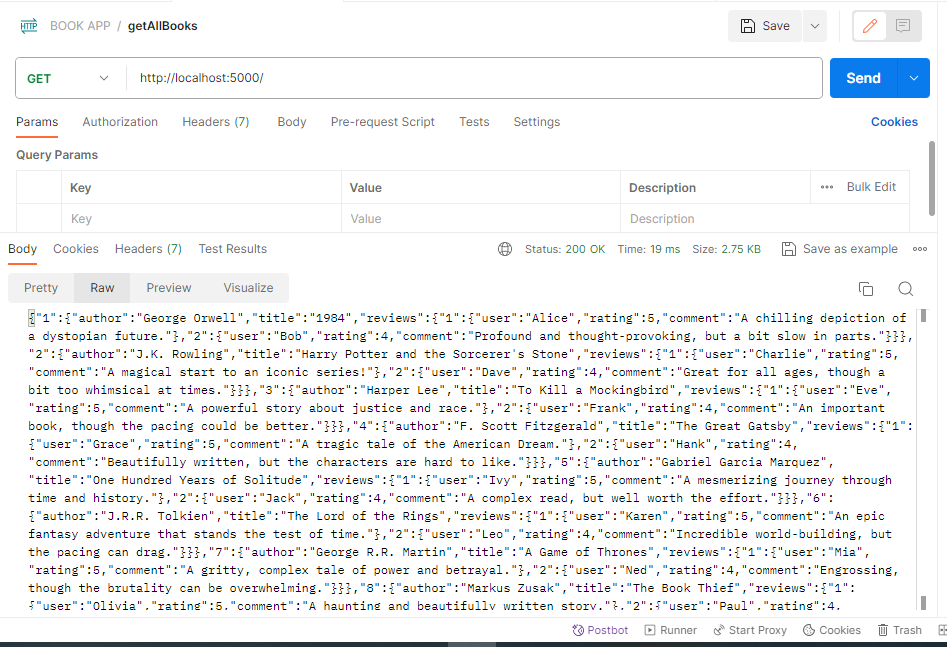 HTTP BOOK APP / getAllBooks Save
GET http://localhost:5000/ Send
Params Authorization Headers (7) Body Pre-request Script Tests Settings Cookies
Query Params
Key Value Description ••• Bulk Edit
Key Value Description
Body Cookies Headers (7) Test Results Status: 200 OK Time: 19 ms Size: 2.75 KB Save as example •••
Pretty Raw Preview Visualize
{"1":{"author":"George Orwell","title":"1984","reviews":{"1":{"user":"Alice","rating":5,"comment":"A chilling depiction of
a dystopian future."},"2":{"user":"Bob","rating":4,"comment":"Profound and thought-provoking, but a bit slow in parts."}}},
"2":{"author":"J.K. Rowling","title":"Harry Potter and the Sorcerer's Stone","reviews":{"1":{"user":"Charlie","rating":5,
"comment":"A magical start to an iconic series!"},"2":{"user":"Dave","rating":4,"comment":"Great for all ages, though a
bit too whimsical at times."}}},"3":{"author":"Harper Lee","title":"To Kill a Mockingbird","reviews":{"1":{"user":"Eve",
"rating":5,"comment":"A powerful story about justice and race."},"2":{"user":"Frank","rating":4,"comment":"An important
book, though the pacing could be better."}}},"4":{"author":"F. Scott Fitzgerald","title":"The Great Gatsby","reviews":{"1":
{"user":"Grace","rating":5,"comment":"A tragic tale of the American Dream."},"2":{"user":"Hank","rating":4,
"comment":"Beautifully written, but the characters are hard to like."}}},"5":{"author":"Gabriel Garcia Marquez",
"title":"One Hundred Years of Solitude","reviews":{"1":{"user":"Ivy","rating":5,"comment":"A mesmerizing journey through
time and history."},"2":{"user":"Jack","rating":4,"comment":"A complex read, but well worth the effort."}}},"6":
{"author":"J.R.R. Tolkien","title":"The Lord of the Rings","reviews":{"1":{"user":"Karen","rating":5,"comment":"An epic
fantasy adventure that stands the test of time."},"2":{"user":"Leo","rating":4,"comment":"Incredible world-building, but
the pacing can drag."}}},"7":{"author":"George R.R. Martin","title":"A Game of Thrones","reviews":{"1":{"user":"Mia",
"rating":5,"comment":"A gritty, complex tale of power and betrayal."},"2":{"user":"Ned","rating":4,"comment":"Engrossing,
though the brutality can be overwhelming."}}},"8":{"author":"Markus Zusak","title":"The Book Thief","reviews":{"1":
{"user":"Olivia","rating":5,"comment":"A haunting and beautifully written story."},"2":{"user":"Paul","rating":4,
Postbot Runner Start Proxy Cookies Trash